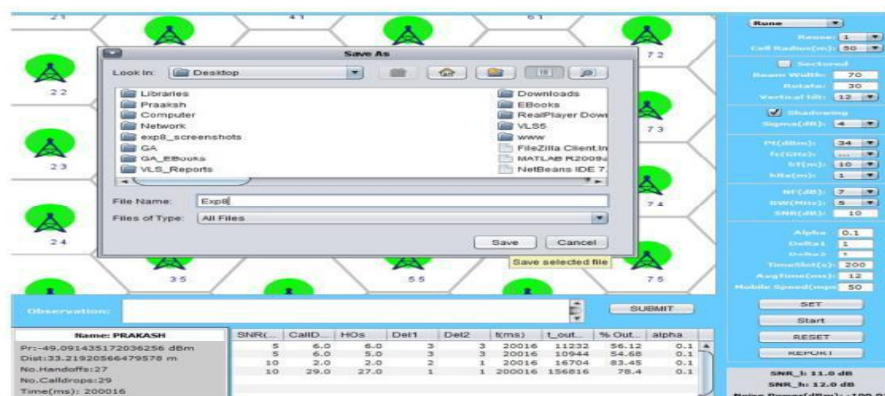 21
41
61
Rune
Reuse: 1
Cell Radius(m): 50
Sectored
Beam Width: 70
Rotate: 30
Vertical tilt: 12
Shadowing
Sigma(dB): 4
Pt(dBm): 34
fc(GHz): ...
hT(m): 10
1
NF(dB): 7
BW(MHz): 5
SNR(dB): 10
Alpha 0.1
Delta1 1
Delta2 1
TimeSlot(s): 200
AvgTime(ms): 12
Mobile Speed(mps 50
SET
Start
RESET
REPORT
SNR_l: 11.0 dB
SNR_h: 12.0 dB
Noise Power(dBm): -100.0
22
23
24
35
55
72
73
74
75
Save As
Look In: Desktop
Libraries
Praaksh
Computer
Network
exp8_screenshots
GA
GA_EBooks
VLS_Reports
Downloads
EBooks
RealPlayer Down
VLS5
www
FileZilla Client.ln
MATLAB R2009a
NetBeans IDE 7.
File Name: Exp8
Files of Type: All Files
Save Cancel
Save selected file
Observation:
SUBMIT
Name: PRAKASH
Pr:-49.091435172036256 dBm
Dist:33.21920566479578 m
No.Handoffs:27
No.Calldrops:29
Time(ms): 200016
SNR(... CallD... HOs Del1 Del2 t(ms) t_out... % Out... alpha
5 6.0 6.0 3 3 20016 11232 56.12 0.1
5 6.0 5.0 3 3 20016 10944 54.68 0.1
10 2.0 2.0 2 1 20016 16704 83.45 0.1
10 29.0 27.0 1 1 200016 156816 78.4 0.1